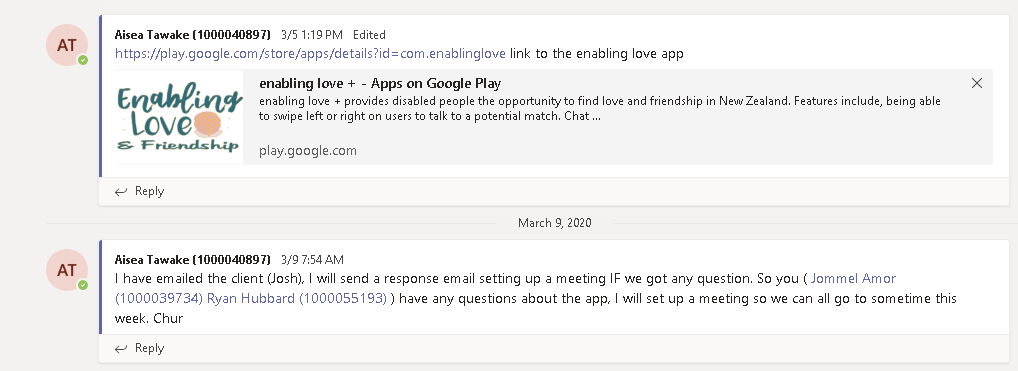 AT
Aisea Tawake (1000040897) 3/5 1:19 PM Edited
https://play.google.com/store/apps/details?id=com.enablinglove link to the enabling love app
Enabling
LOVE
& Friendship
enabling love + - Apps on Google Play
enabling love + provides disabled people the opportunity to find love and friendship in New Zealand. Features include, being able
to swipe left or right on users to talk to a potential match. Chat ...
play.google.com
Reply
March 9, 2020
AT
Aisea Tawake (1000040897) 3/9 7:54 AM
I have emailed the client (Josh), I will send a response email setting up a meeting IF we got any question. So you ( Jommel Amor
(1000039734) Ryan Hubbard (1000055193) ) have any questions about the app, I will set up a meeting so we can all go to sometime this
week. Chur
Reply